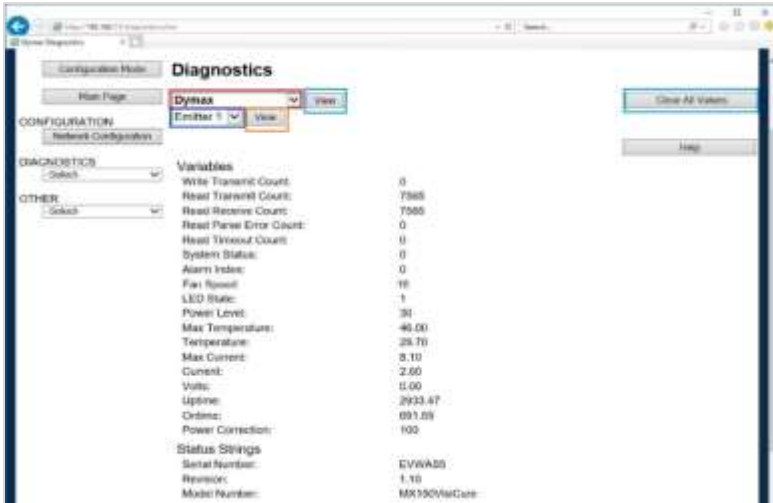 Dymax Diagnostics
Configuration Mode
Diagnostics
Main Page
Dymax View
Clear All Values
Emitter 1 View
CONFIGURATION
Network Configuration
Help
DIAGNOSTICS
-Select-
OTHER
-Select-
Variables
Write Transmit Count: 0
Read Transmit Count: 7565
Read Receive Count: 7565
Read Parse Error Count: 0
Read Timeout Count: 0
System Status: 0
Alarm Index: 0
Fan Speed:
LED State: 1
Power Level: 30
Max Temperature: 46.00
Temperature: 29.70
Max Current: 8.10
Current: 2.60
Volts: 0.00
Uptime: 2933.47
Ontime:
Power Correction: 100
Status Strings
Serial Number:
Revision: 1.10
Model Number: MX150VisiCure